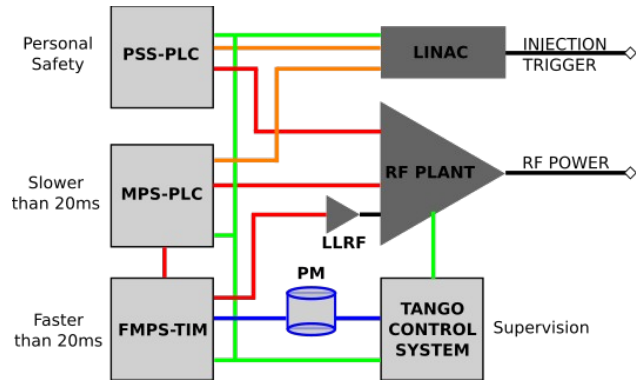 Personal
Safety
PSS-PLC
LINAC
INJECTION
TRIGGER
Slower
than 20ms
MPS-PLC
RF PLANT
RF POWER
LLRF
PM
Faster
than 20ms
FMPS-TIM
TANGO
CONTROL
SYSTEM
Supervision